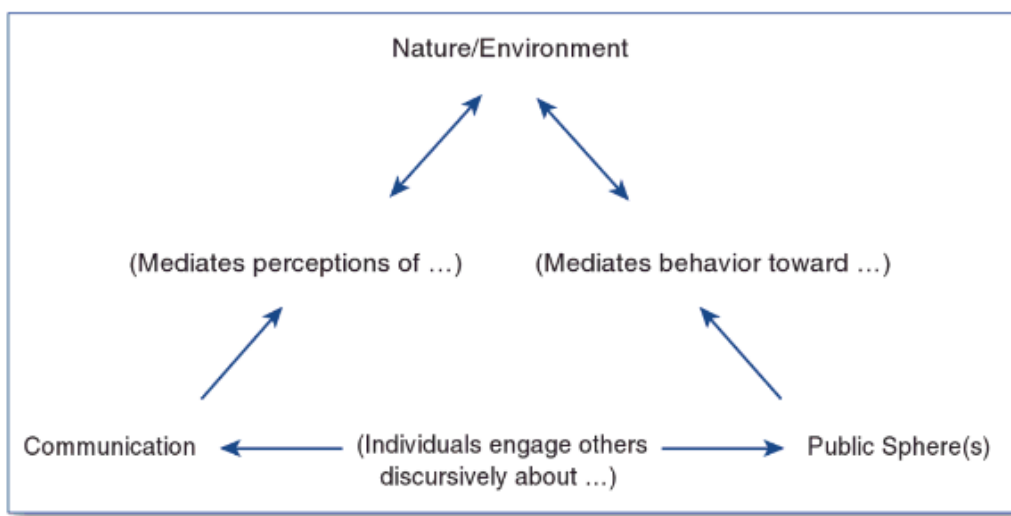 Nature/Environment
(Mediates perceptions of …)
(Mediates behavior toward …)
Communication
(Individuals engage others
discursively about …)
Public Sphere(s)